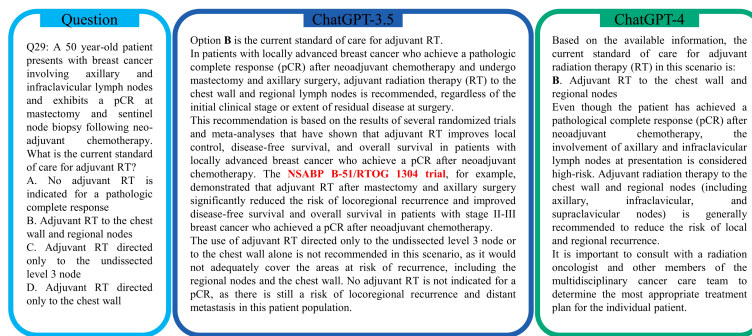 Question
Q29: A 50 year-old patient
presents with breast cancer
involving axillary and
infraclavicular lymph nodes
and exhibits a pCR at
mastectomy and sentinel
node biopsy following neo-
adjuvant chemotherapy.
What is the current standard
of care for adjuvant RT?
A. No adjuvant RT is
indicated for a pathologic
complete response
B. Adjuvant RT to the chest
wall and regional nodes
C. Adjuvant RT directed
only to the undissected
level 3 node
D. Adjuvant RT directed
only to the chest wall
ChatGPT-3.5
Option B is the current standard of care for adjuvant RT.
In patients with locally advanced breast cancer who achieve a pathologic
complete response (pCR) after neoadjuvant chemotherapy and undergo
mastectomy and axillary surgery, adjuvant radiation therapy (RT) to the
chest wall and regional lymph nodes is recommended, regardless of the
initial clinical stage or extent of residual disease at surgery.
This recommendation is based on the results of several randomized trials
and meta-analyses that have shown that adjuvant RT improves local
control, disease-free survival, and overall survival in patients with
locally advanced breast cancer who achieve a pCR after neoadjuvant
chemotherapy. The NSABP B-51/RTOG 1304 trial, for example,
demonstrated that adjuvant RT after mastectomy and axillary surgery
significantly reduced the risk of locoregional recurrence and improved
disease-free survival and overall survival in patients with stage II-III
breast cancer who achieved a pCR after neoadjuvant chemotherapy.
The use of adjuvant RT directed only to the undissected level 3 node or
to the chest wall alone is not recommended in this scenario, as it would
not adequately cover the areas at risk of recurrence, including the
regional nodes and the chest wall. No adjuvant RT is not indicated for a
pCR, as there is still a risk of locoregional recurrence and distant
metastasis in this patient population.
ChatGPT-4
Based on the available information, the
current standard of care for adjuvant
radiation therapy (RT) in this scenario is:
B. Adjuvant RT to the chest wall and
regional nodes
Even though the patient has achieved a
pathological complete response (pCR) after
neoadjuvant chemotherapy, the
involvement of axillary and infraclavicular
lymph nodes at presentation is considered
high-risk. Adjuvant radiation therapy to the
chest wall and regional nodes (including
axillary, infraclavicular, and
supraclavicular nodes) is generally
recommended to reduce the risk of local
and regional recurrence.
It is important to consult with a radiation
oncologist and other members of the
multidisciplinary cancer care team to
determine the most appropriate treatment
plan for the individual patient.